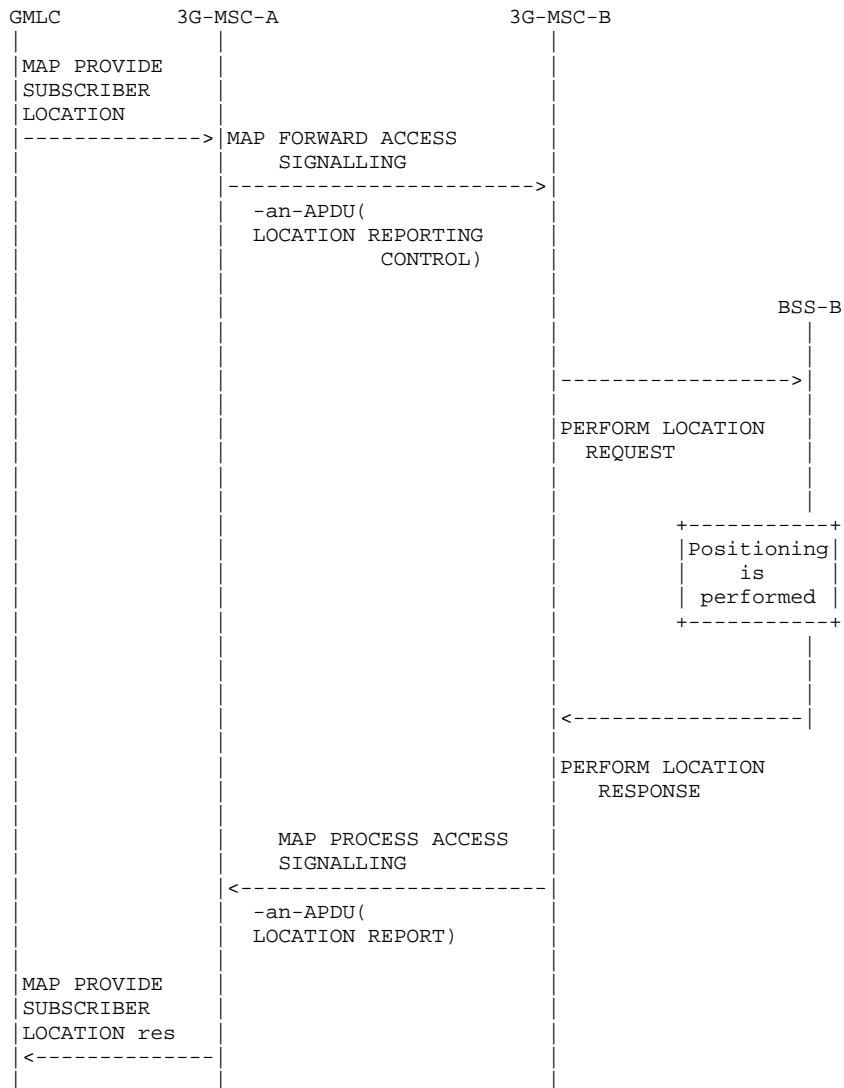 GMLC 3G-MSC-A 3G-MSC-B
MAP PROVIDE
SUBSCRIBER
LOCATION
MAP FORWARD ACCESS
SIGNALLING
-an-APDU(
LOCATION REPORTING
CONTROL)
BSS-B
PERFORM LOCATION
REQUEST
Positioning
is
performed
PERFORM LOCATION
RESPONSE
MAP PROCESS ACCESS
SIGNALLING
-an-APDU(
LOCATION REPORT)
MAP PROVIDE
SUBSCRIBER
LOCATION res